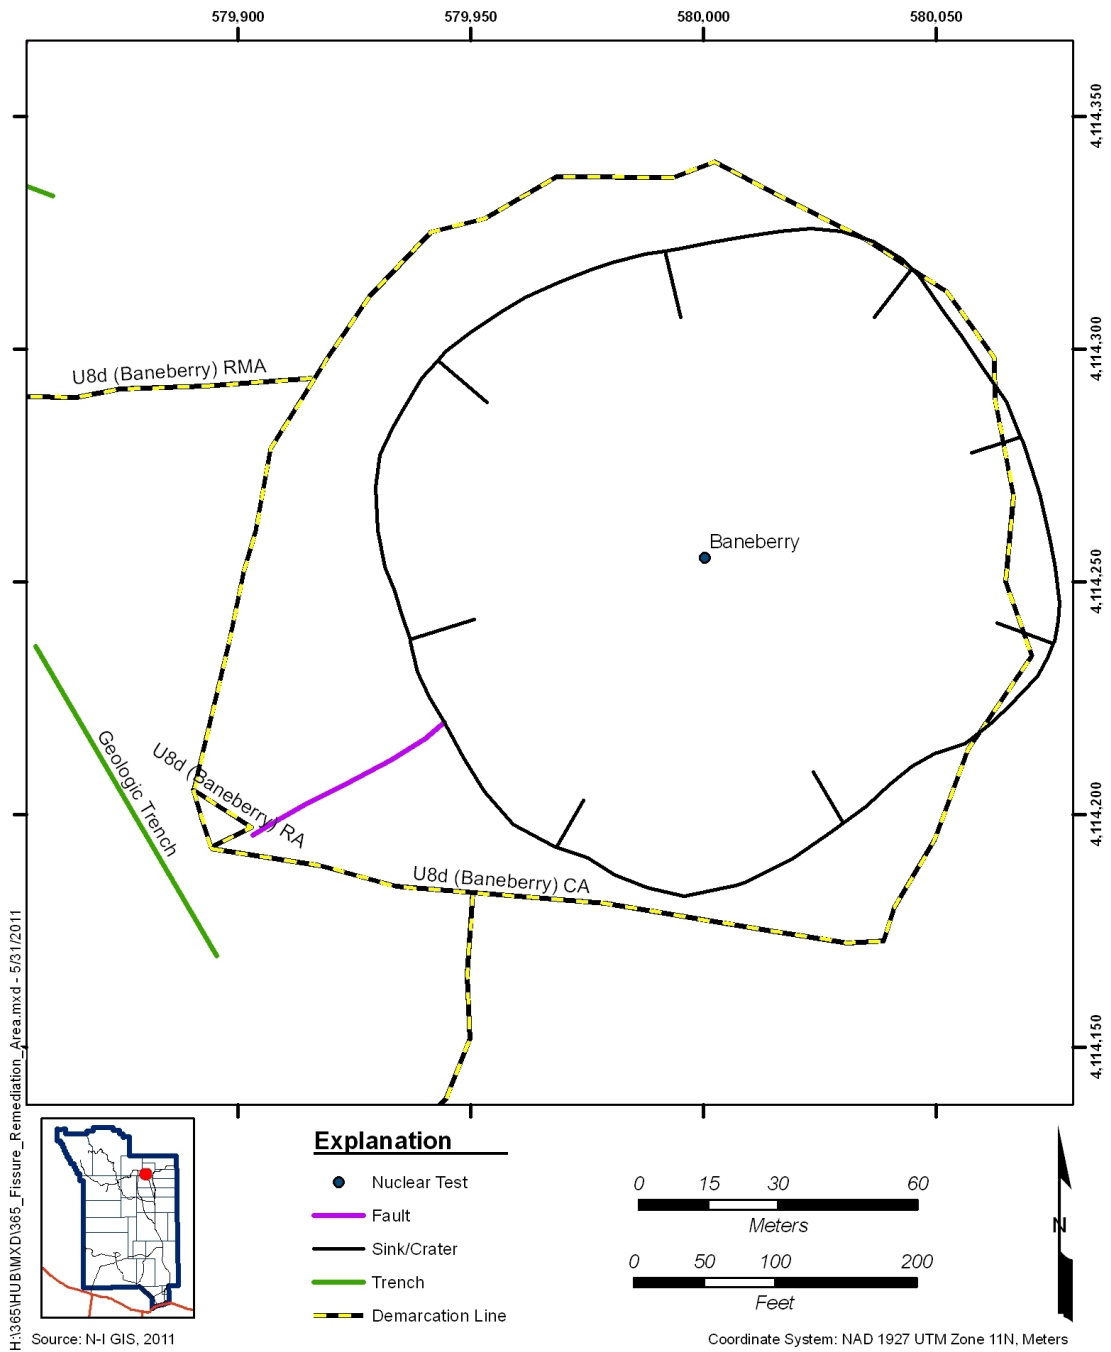 579,900
579,950
580,000
580,050
4,114,350
4,114,300
4,114,250
4,114,200
4,114,150
U8d (Baneberry) RMA
Baneberry
Geologic Trench
U8d (Baneberry) RA
U8d (Baneberry) CA
H:\365\HUB\MXD\365_Fissure_Remediation_Area.mxd - 5/31/2011
Explanation
Nuclear Test
Fault
Sink/Crater
Trench
Demarcation Line
0 15 30 60
Meters
0 50 100 200
Feet
N
Source: N-I GIS, 2011
Coordinate System: NAD 1927 UTM Zone 11N, Meters